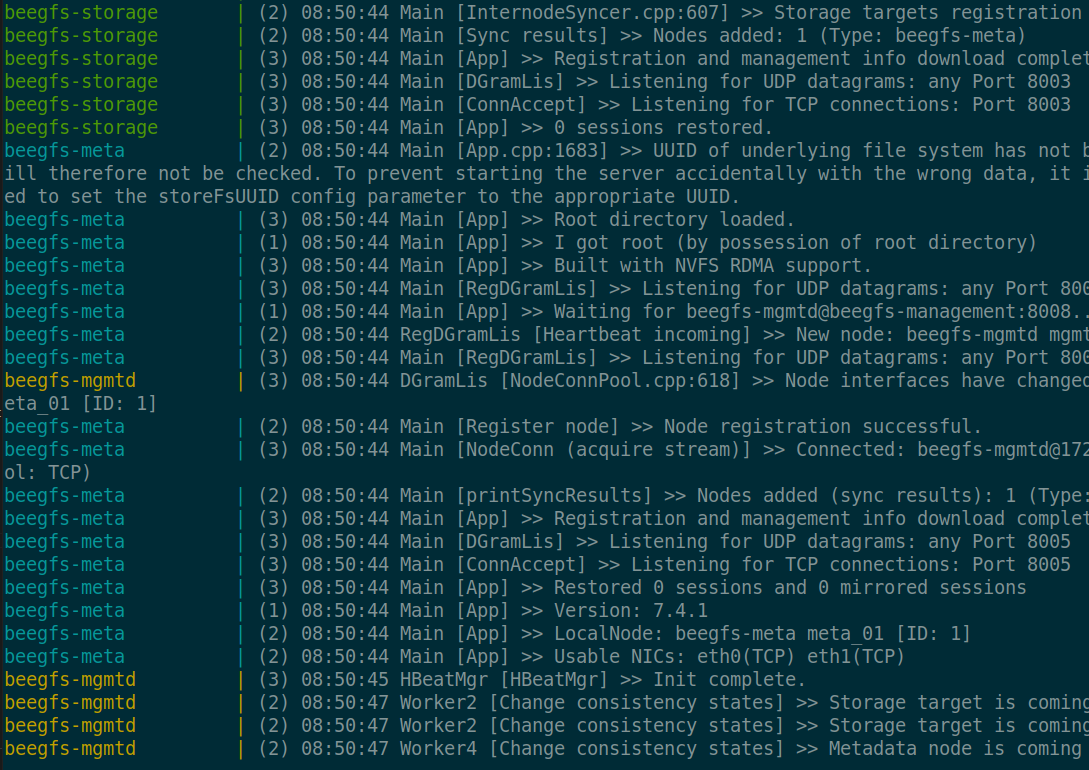 beegfs-storage | (2) 08:50:44 Main [InternodeSyncer.cpp:607] >> Storage targets registration
beegfs-storage | (2) 08:50:44 Main [Sync results] >> Nodes added: 1 (Type: beegfs-meta)
beegfs-storage | (3) 08:50:44 Main [App] >> Registration and management info download complet
beegfs-storage | (3) 08:50:44 Main [DGramLis] >> Listening for UDP datagrams: any Port 8003
beegfs-storage | (3) 08:50:44 Main [ConnAccept] >> Listening for TCP connections: Port 8003
beegfs-storage | (3) 08:50:44 Main [App] >> 0 sessions restored.
beegfs-meta | (2) 08:50:44 Main [App.cpp:1683] >> UUID of underlying file system has not b
ill therefore not be checked. To prevent starting the server accidentally with the wrong data, it i
ed to set the storeFsUUID config parameter to the appropriate UUID.
beegfs-meta | (3) 08:50:44 Main [App] >> Root directory loaded.
beegfs-meta | (1) 08:50:44 Main [App] >> I got root (by possession of root directory)
beegfs-meta | (3) 08:50:44 Main [App] >> Built with NVFS RDMA support.
beegfs-meta | (3) 08:50:44 Main [RegDGramLis] >> Listening for UDP datagrams: any Port 800
beegfs-meta | (1) 08:50:44 Main [App] >> Waiting for beegfs-mgmtd@beegfs-management:8008..
beegfs-meta | (2) 08:50:44 RegDGramLis [Heartbeat incoming] >> New node: beegfs-mgmtd mgmt
beegfs-meta | (3) 08:50:44 Main [RegDGramLis] >> Listening for UDP datagrams: any Port 800
beegfs-mgmtd | (3) 08:50:44 DGramLis [NodeConnPool.cpp:618] >> Node interfaces have changed
eta_01 [ID: 1]
beegfs-meta | (2) 08:50:44 Main [Register node] >> Node registration successful.
beegfs-meta | (3) 08:50:44 Main [NodeConn (acquire stream)] >> Connected: beegfs-mgmtd@172
ol: TCP)
beegfs-meta | (2) 08:50:44 Main [printSyncResults] >> Nodes added (sync results): 1 (Type:
beegfs-meta | (3) 08:50:44 Main [App] >> Registration and management info download complet
beegfs-meta | (3) 08:50:44 Main [DGramLis] >> Listening for UDP datagrams: any Port 8005
beegfs-meta | (3) 08:50:44 Main [ConnAccept] >> Listening for TCP connections: Port 8005
beegfs-meta | (3) 08:50:44 Main [App] >> Restored 0 sessions and 0 mirrored sessions
beegfs-meta | (1) 08:50:44 Main [App] >> Version: 7.4.1
beegfs-meta | (2) 08:50:44 Main [App] >> LocalNode: beegfs-meta meta_01 [ID: 1]
beegfs-meta | (2) 08:50:44 Main [App] >> Usable NICs: eth0(TCP) eth1(TCP)
beegfs-mgmtd | (3) 08:50:45 HBeatMgr [HBeatMgr] >> Init complete.
beegfs-mgmtd | (2) 08:50:47 Worker2 [Change consistency states] >> Storage target is coming
beegfs-mgmtd | (2) 08:50:47 Worker2 [Change consistency states] >> Storage target is coming
beegfs-mgmtd | (2) 08:50:47 Worker4 [Change consistency states] >> Metadata node is coming